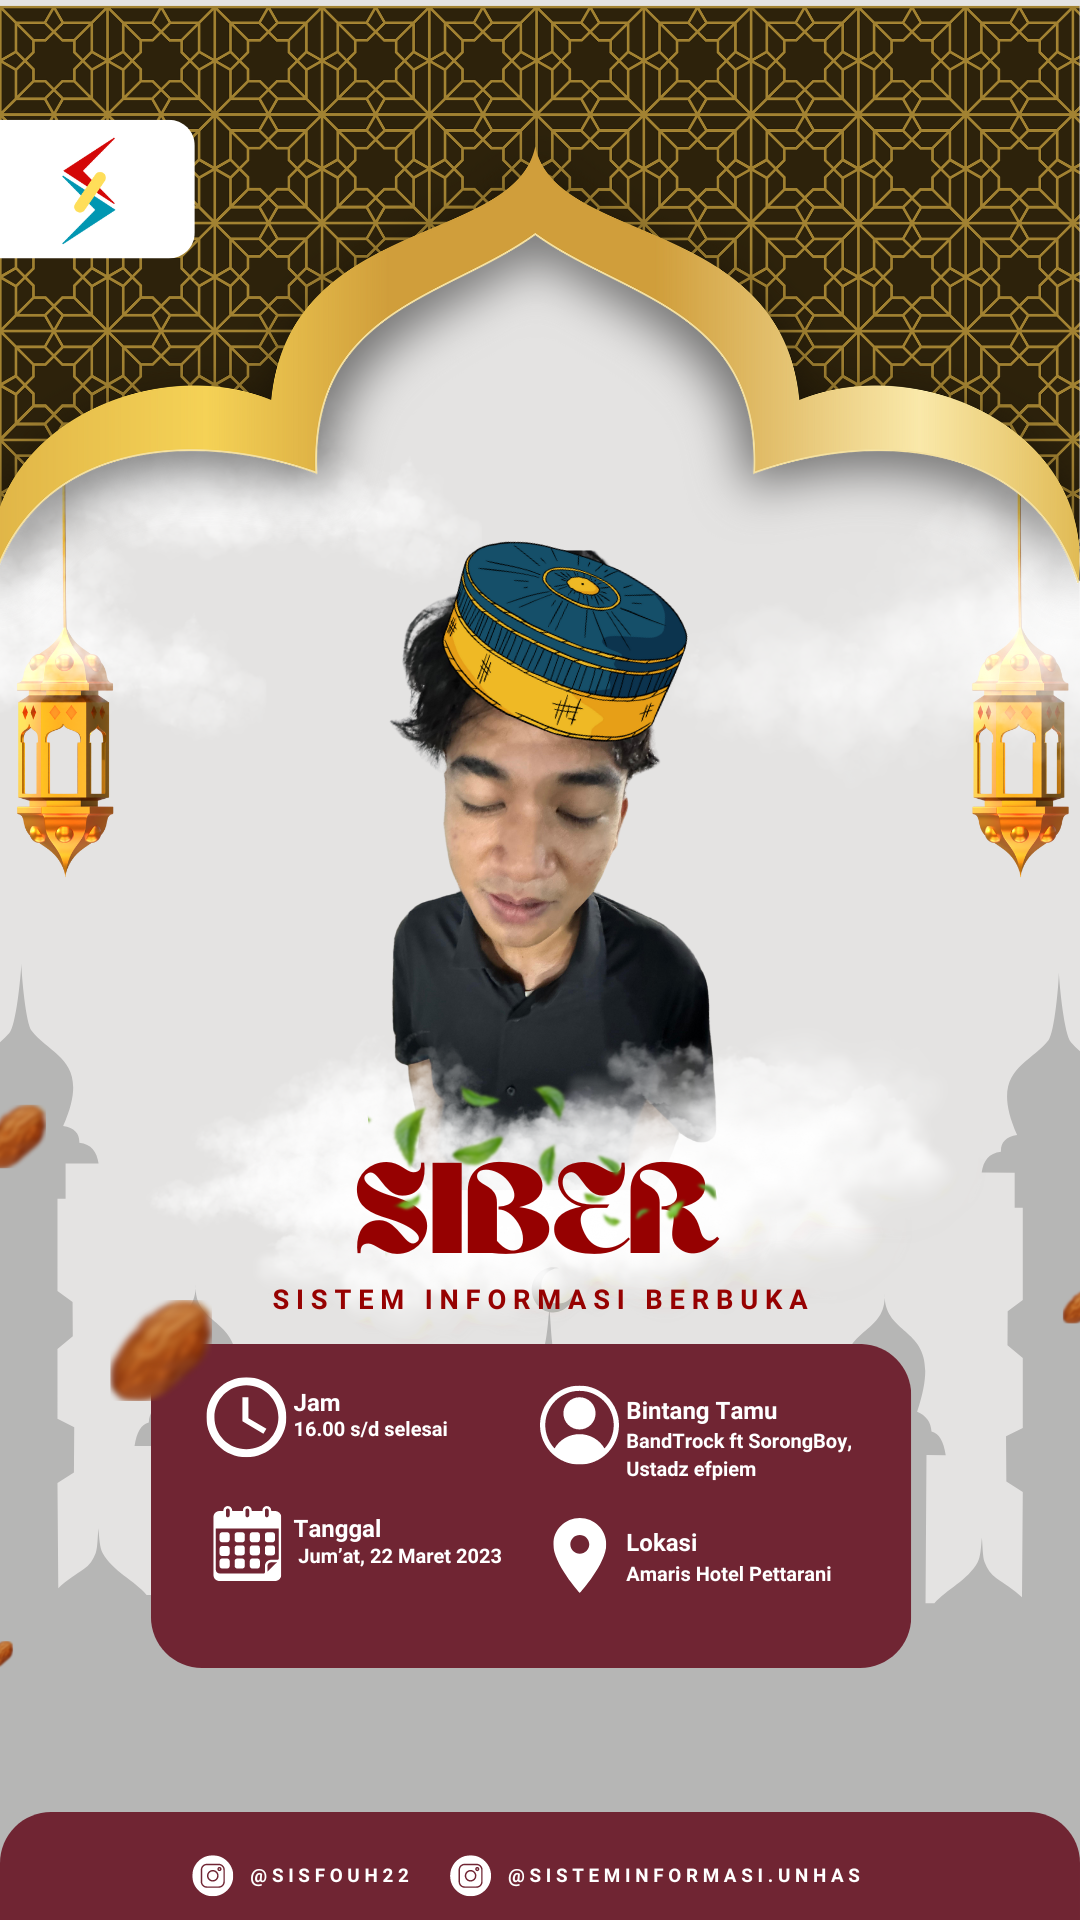 SIBER
SISTEM INFORMASI BERBUKA
Jam
16.00 s/d selesai
Bintang Tamu
BandTrock ft SorongBoy,
Ustadz efpiem
Tanggal
Jum’at, 22 Maret 2023
Lokasi
Amaris Hotel Pettarani
@SISFOUH22
@SISTEMINFORMASI.UNHAS